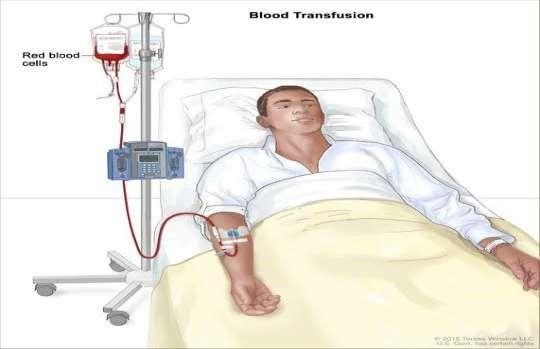 Blood Transfusion
Red blood
cells
© 2015 Terese Winslow LLC
U.S. Govt. has certain rights